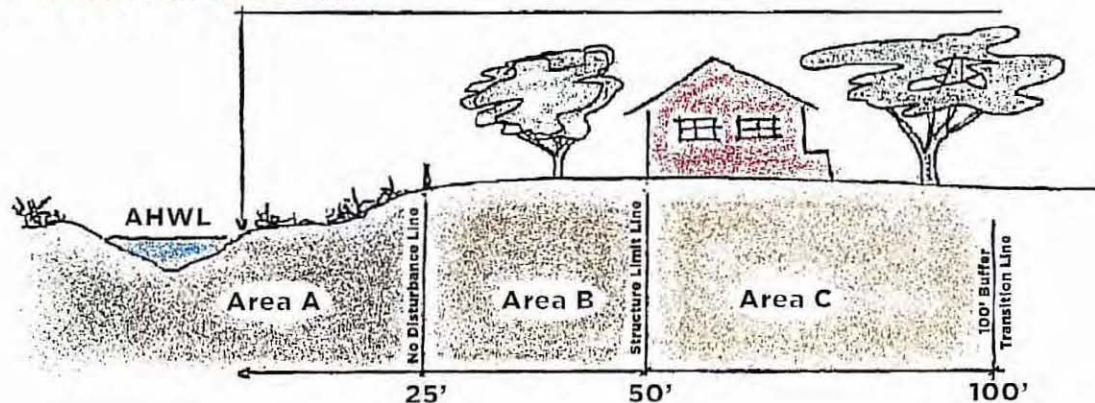 AHWL
Area A
No Disturbance Line
Area B
Structure Limit Line
Area C
100' Buffer
Transition Line
25'
50'
100'